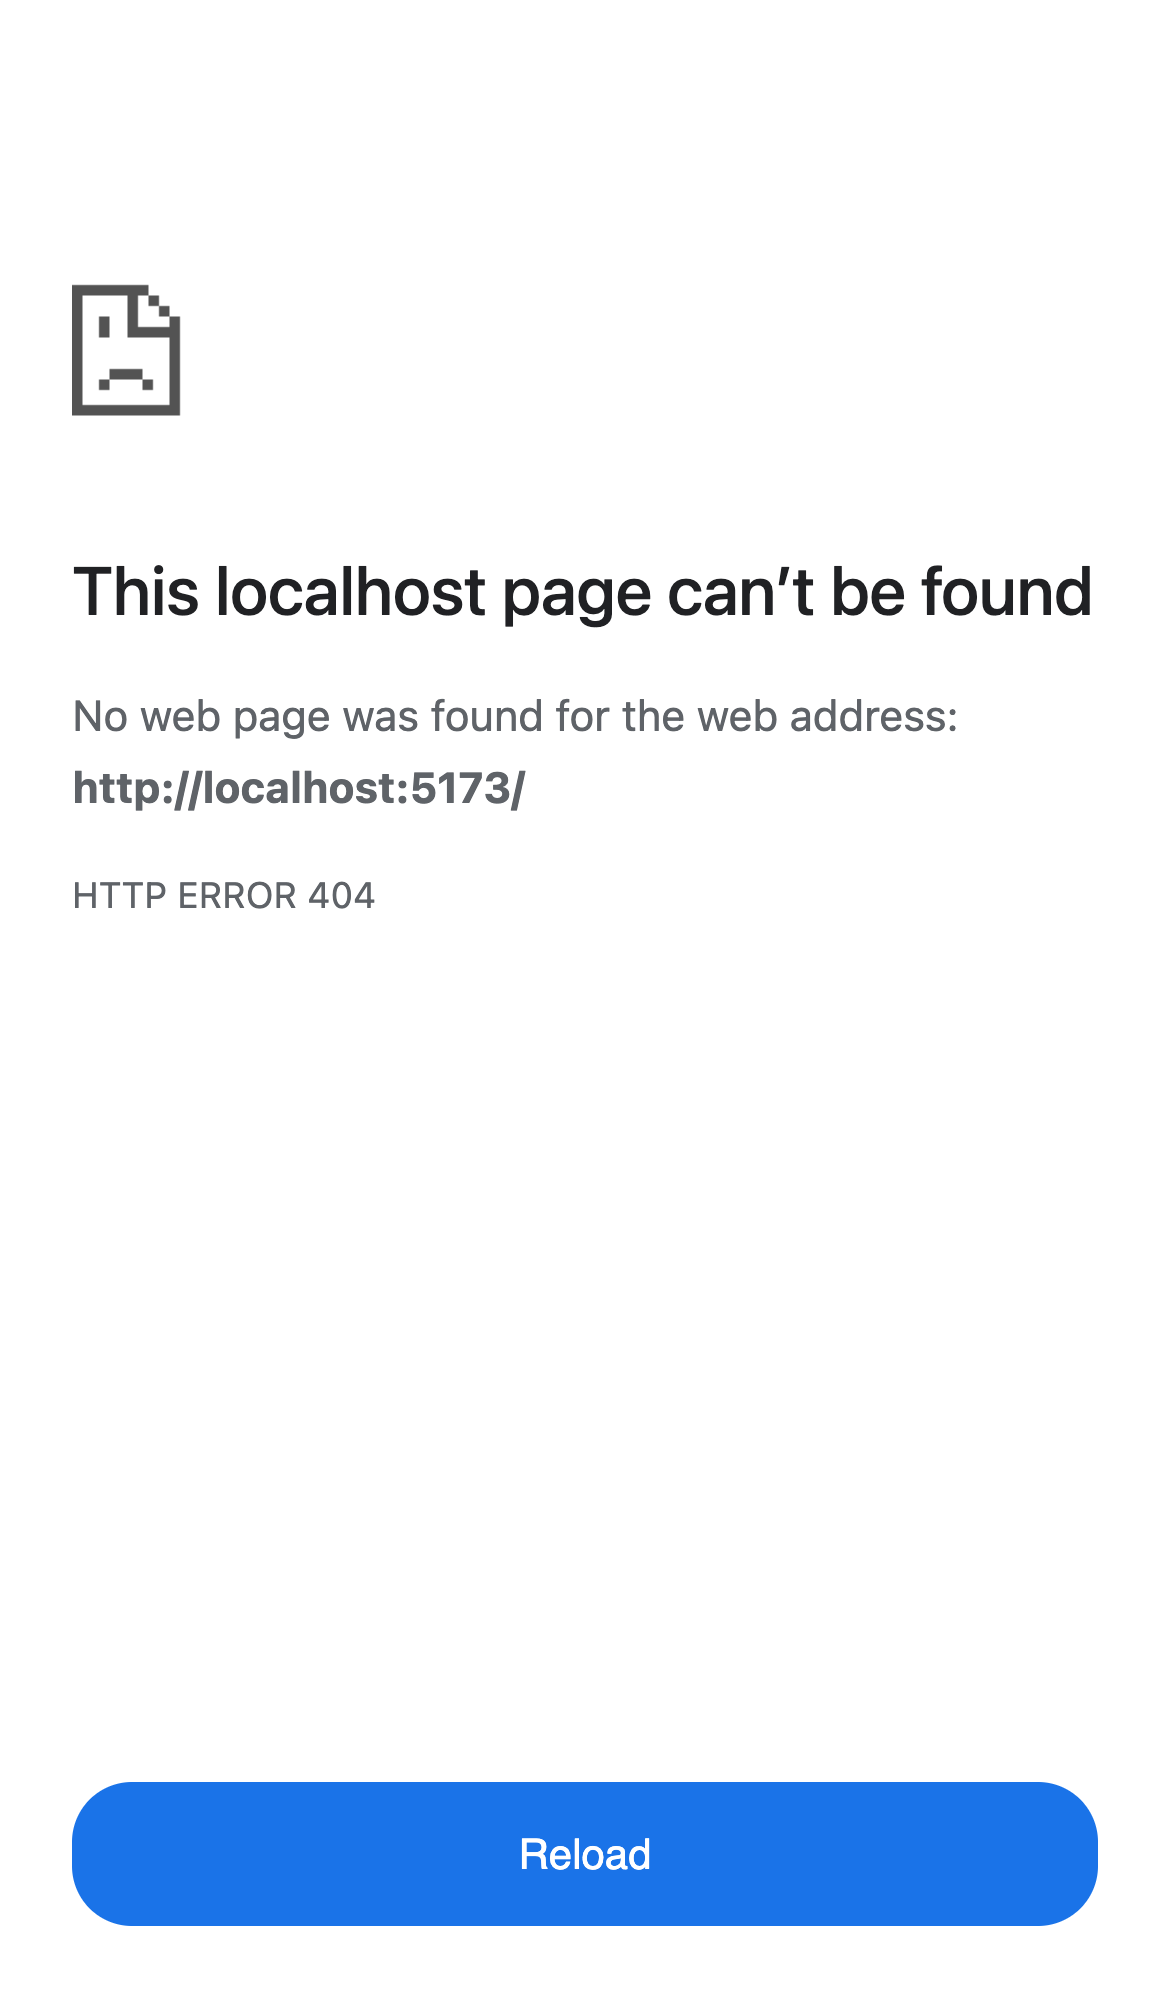 This localhost page can’t be found
No web page was found for the web address:
http://localhost:5173/
HTTP ERROR 404
Reload